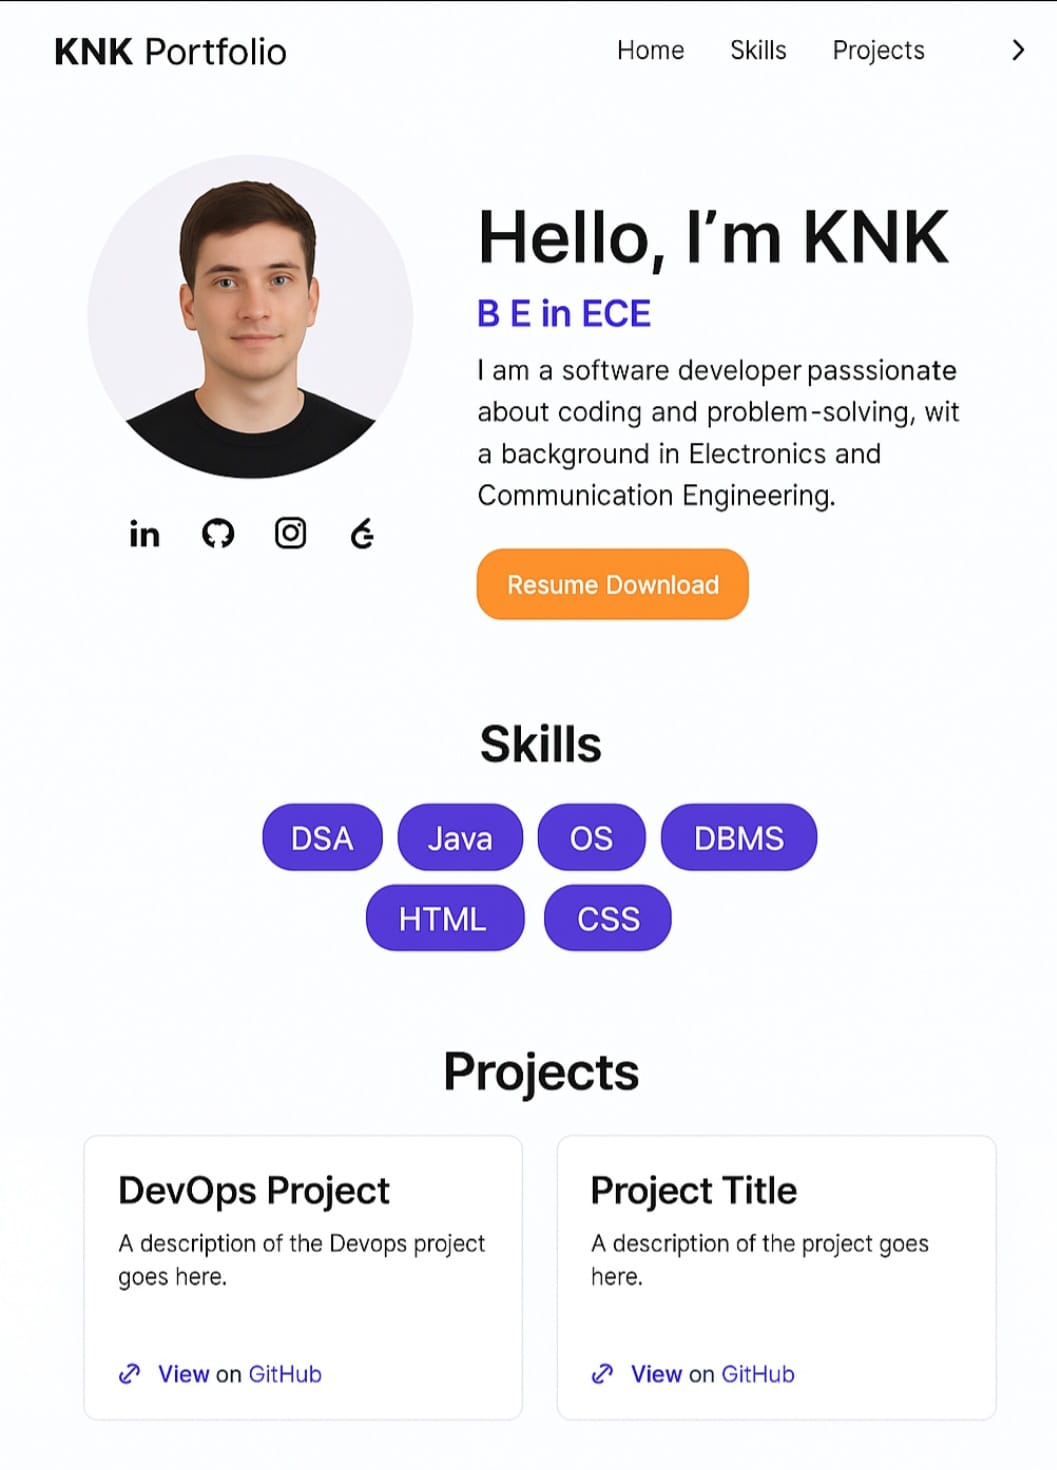 KNK Portfolio
Home Skills Projects
Hello, I’m KNK
B E in ECE
I am a software developer passsionate
about coding and problem-solving, wit
a background in Electronics and
Communication Engineering.
in
Resume Download
Skills
DSA Java OS DBMS
HTML CSS
Projects
DevOps Project
A description of the Devops project
goes here.
View on GitHub
Project Title
A description of the project goes
here.
View on GitHub